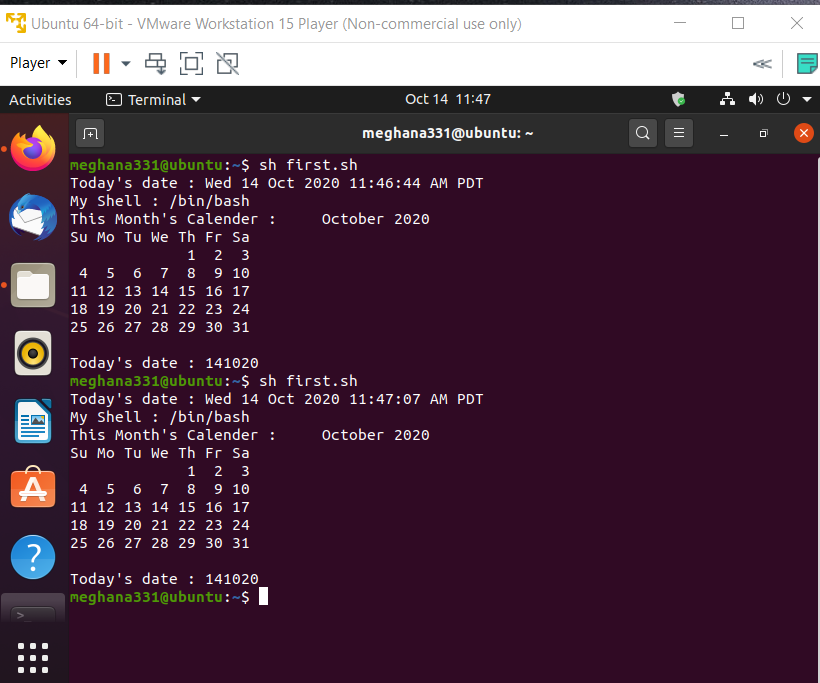 Ubuntu 64-bit - VMware Workstation 15 Player (Non-commercial use only)
Player
Activities Terminal Oct 14 11:47
meghana331@ubuntu: ~
meghana331@ubuntu:~$ sh first.sh
Today's date : Wed 14 Oct 2020 11:46:44 AM PDT
My Shell : /bin/bash
This Month's Calender :     October 2020
Su Mo Tu We Th Fr Sa
             1  2  3
 4  5  6  7  8  9 10
11 12 13 14 15 16 17
18 19 20 21 22 23 24
25 26 27 28 29 30 31
Today's date : 141020
meghana331@ubuntu:~$ sh first.sh
Today's date : Wed 14 Oct 2020 11:47:07 AM PDT
My Shell : /bin/bash
This Month's Calender :     October 2020
Su Mo Tu We Th Fr Sa
             1  2  3
 4  5  6  7  8  9 10
11 12 13 14 15 16 17
18 19 20 21 22 23 24
25 26 27 28 29 30 31
Today's date : 141020
meghana331@ubuntu:~$